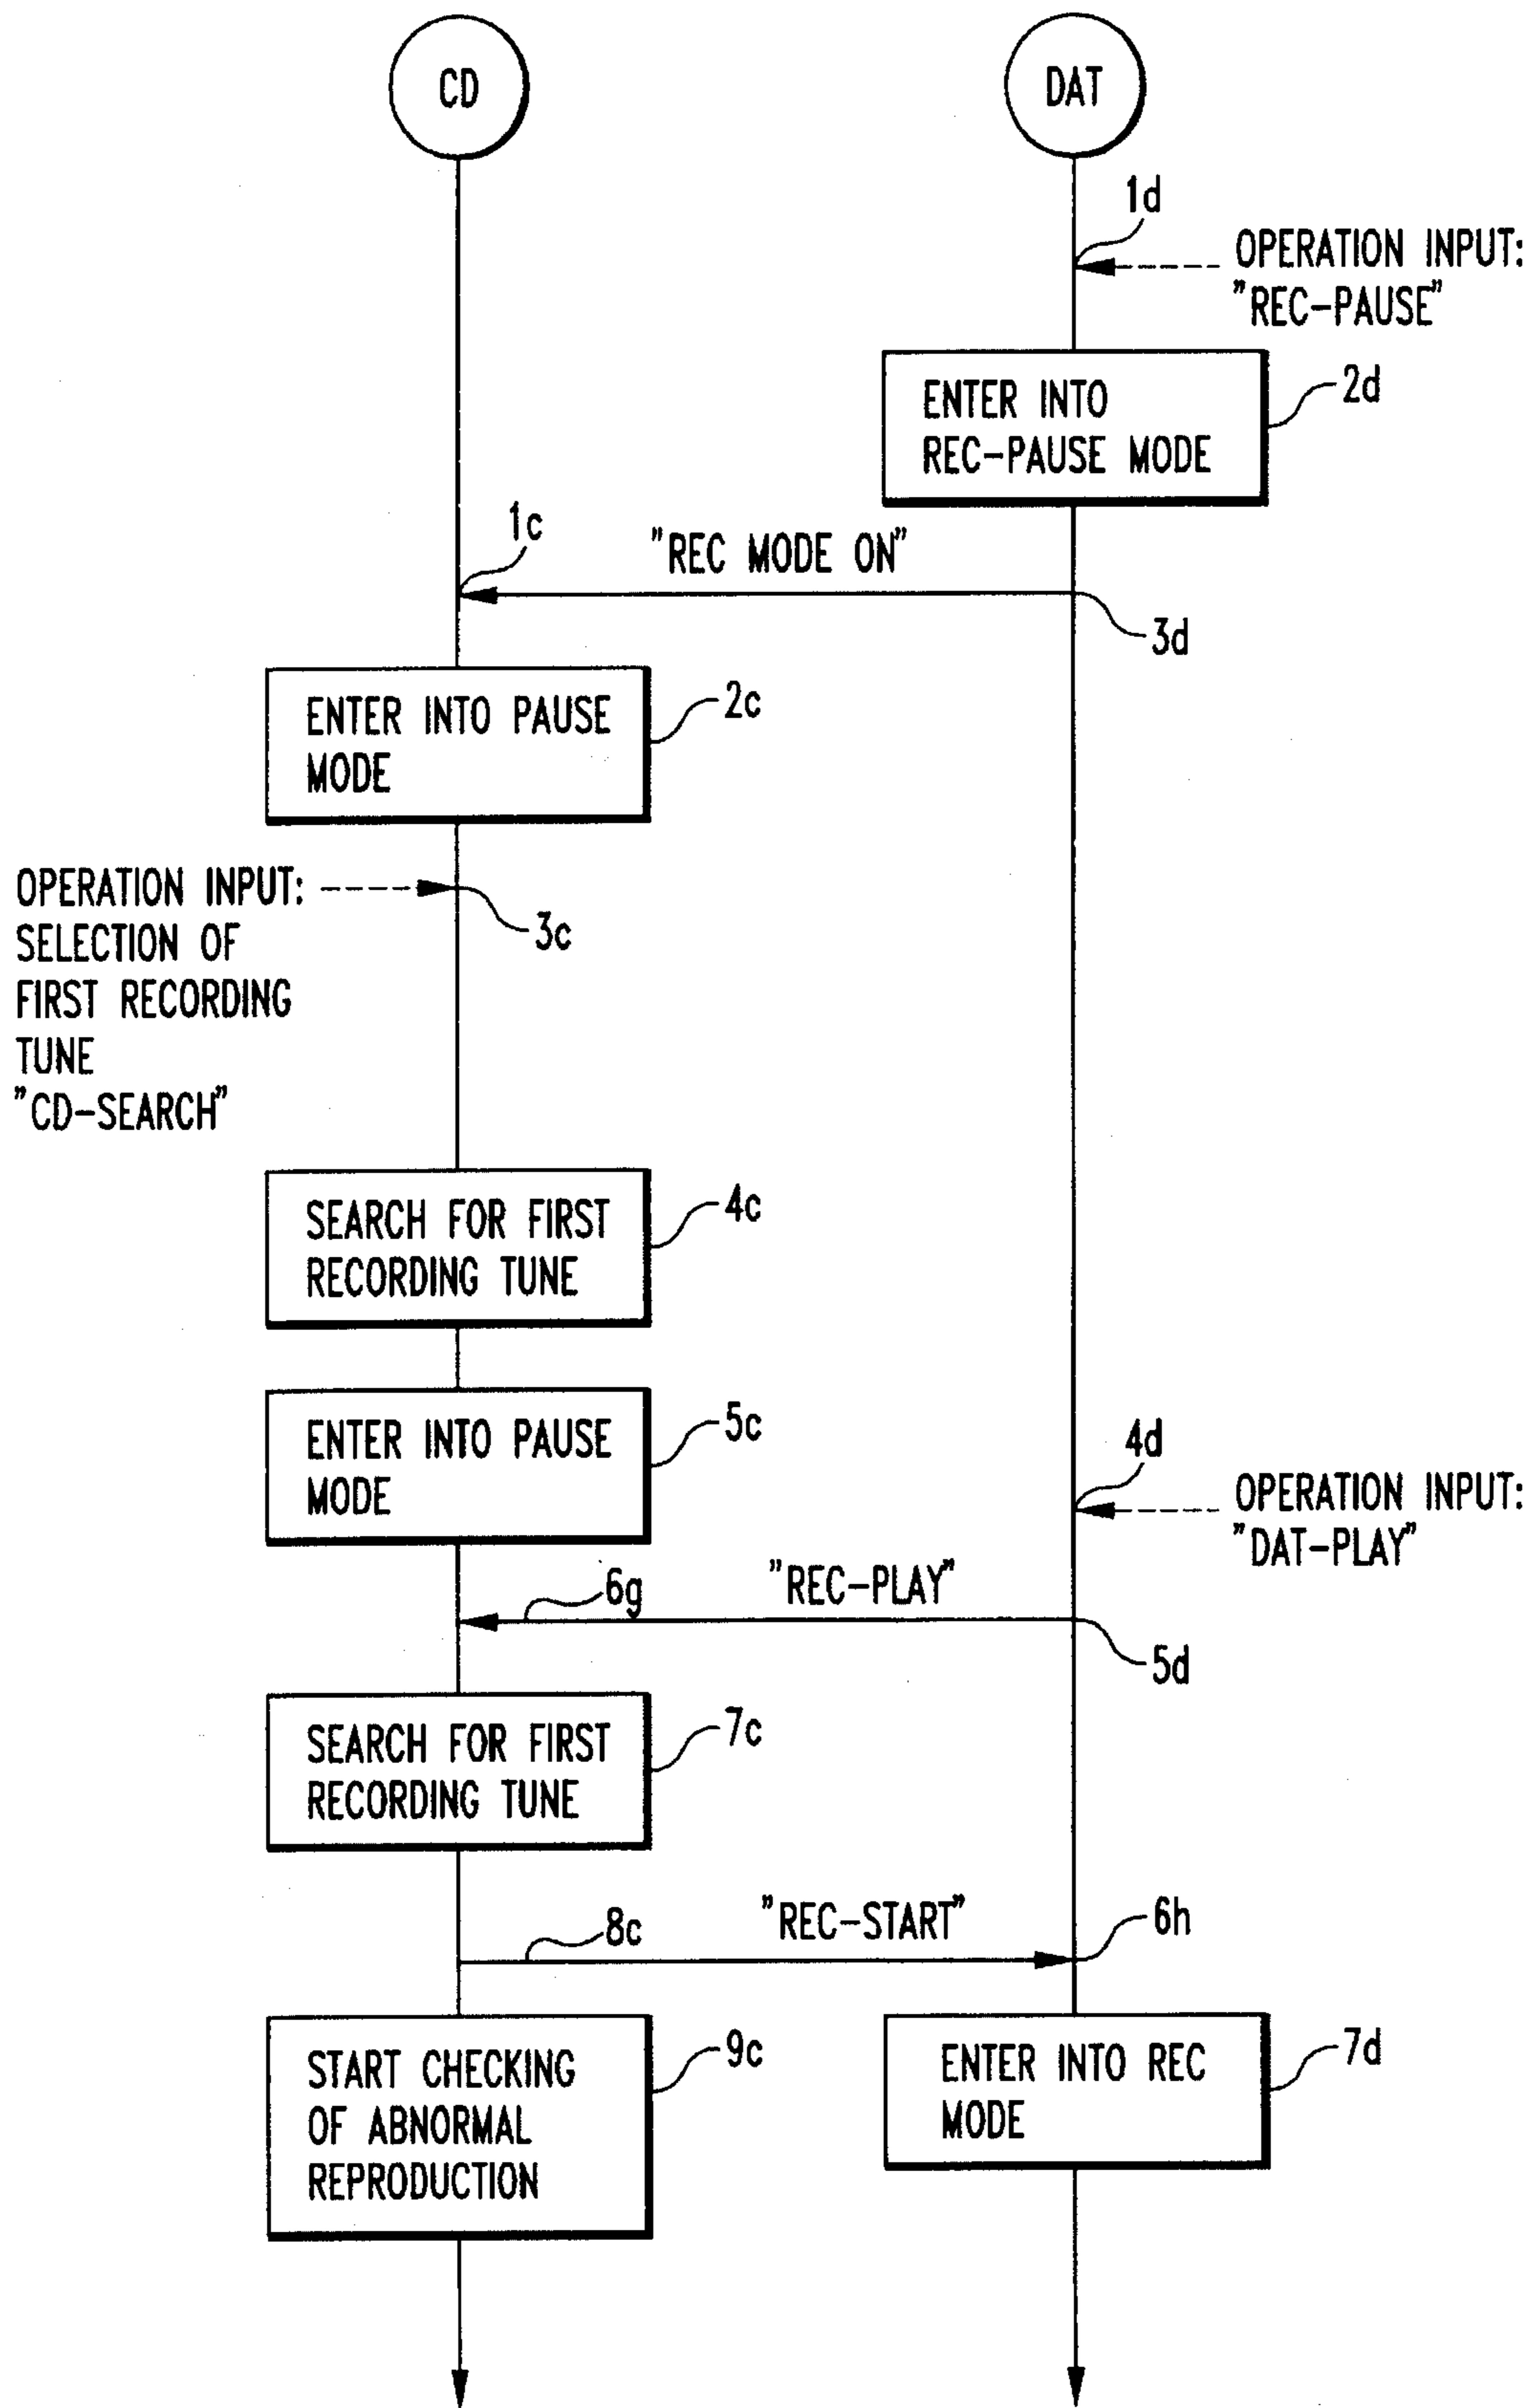 CD
DAT
1d
OPERATION INPUT:
"REC-PAUSE"
ENTER INTO
REC-PAUSE MODE
2d
1c
"REC MODE ON"
3d
ENTER INTO PAUSE
MODE
2c
OPERATION INPUT:
SELECTION OF
FIRST RECORDING
TUNE
"CD-SEARCH"
3c
SEARCH FOR FIRST
RECORDING TUNE
4c
ENTER INTO PAUSE
MODE
5c
4d
OPERATION INPUT:
"DAT-PLAY"
6g
"REC-PLAY"
5d
SEARCH FOR FIRST
RECORDING TUNE
7c
8c
"REC-START"
6h
START CHECKING
OF ABNORMAL
REPRODUCTION
9c
ENTER INTO REC
MODE
7d